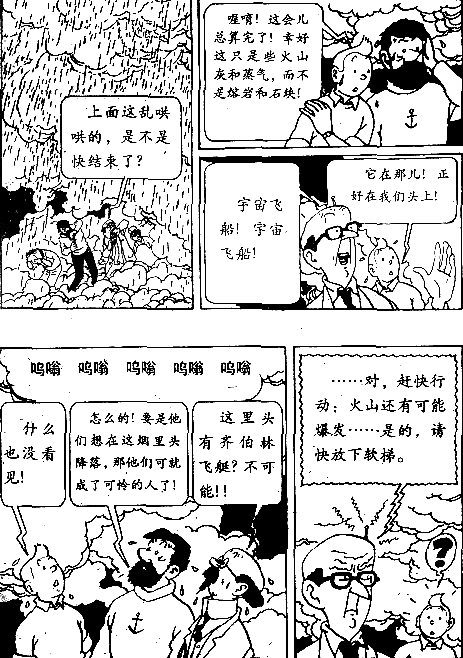 上面这乱哄
哄的，是不是
快结束了？
喔唷！这会儿
总算完了！幸好
这只是些火山
灰和蒸气，而不
是熔岩和石块！
宇宙飞
船！宇宙
飞船！
它在那儿！正
好在我们头上！
呜嗡 呜嗡 呜嗡 呜嗡 呜嗡
什么
也没看
见！
怎么的！要是他
们想在这烟里头
降落，那他们可就
成了可怜的人了！
这里头
有齐伯林
飞艇？不可
能！！
……对，赶快行
动；火山还有可能
爆发……是的，请
快放下软梯。
?